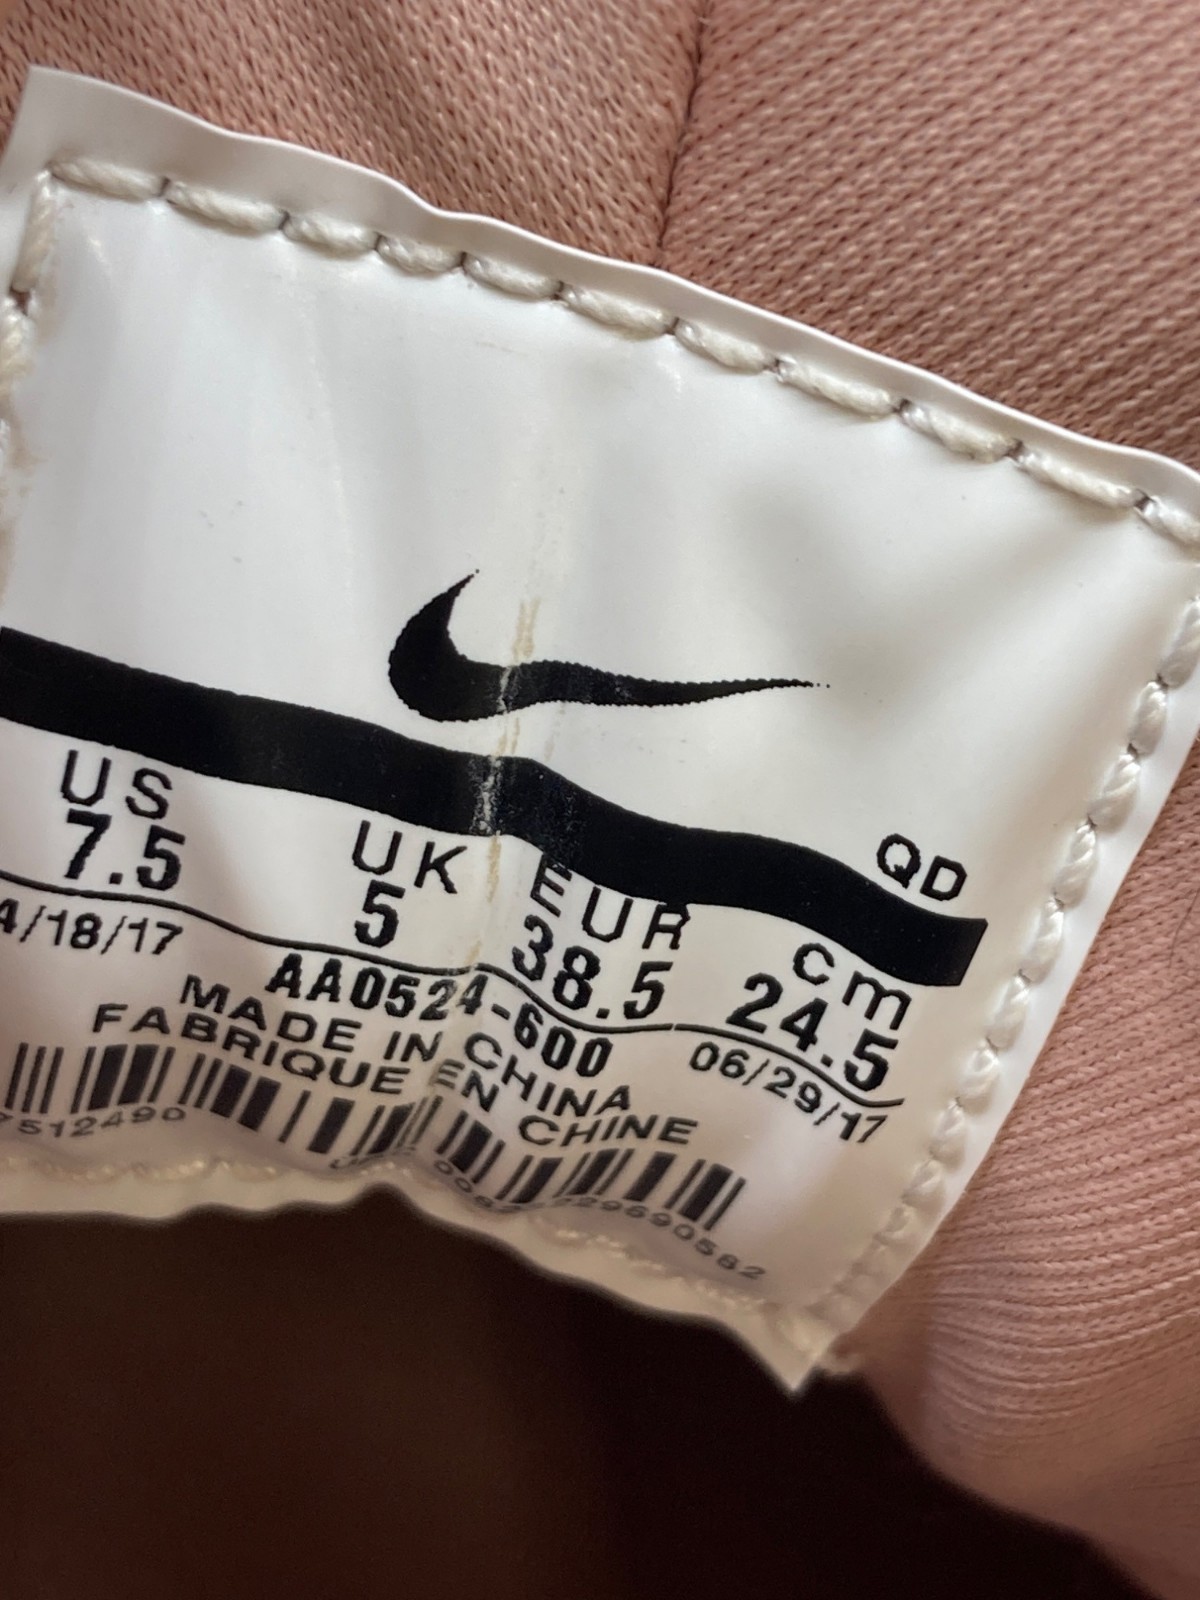 QD
US UK EUR cm
7.5 5 38.5 24.5
4/18/17 AA0524-600 06/29/17
MADE IN CHINA
FABRIQUE EN CHINE
7512490